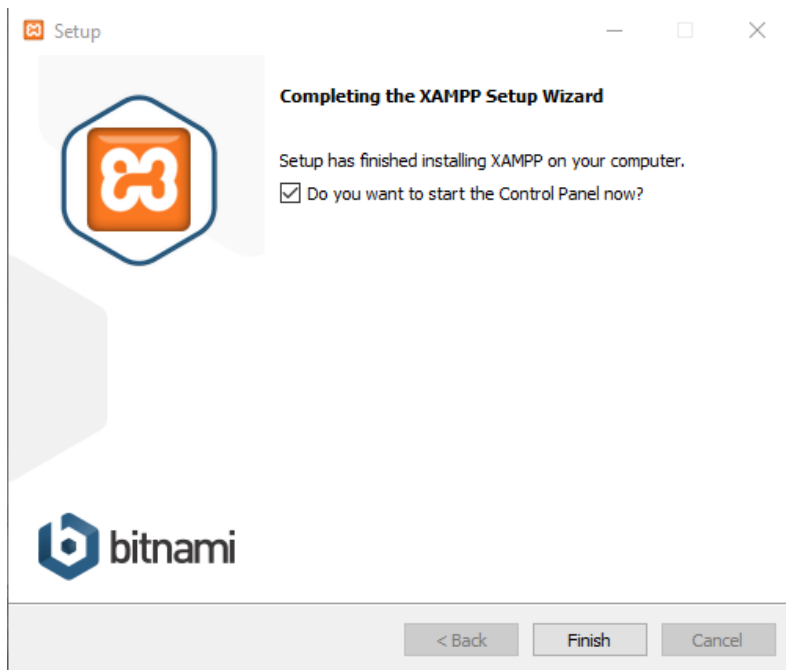 Setup
Completing the XAMPP Setup Wizard
Setup has finished installing XAMPP on your computer.
Do you want to start the Control Panel now?
bitnami
< Back
Finish
Cancel